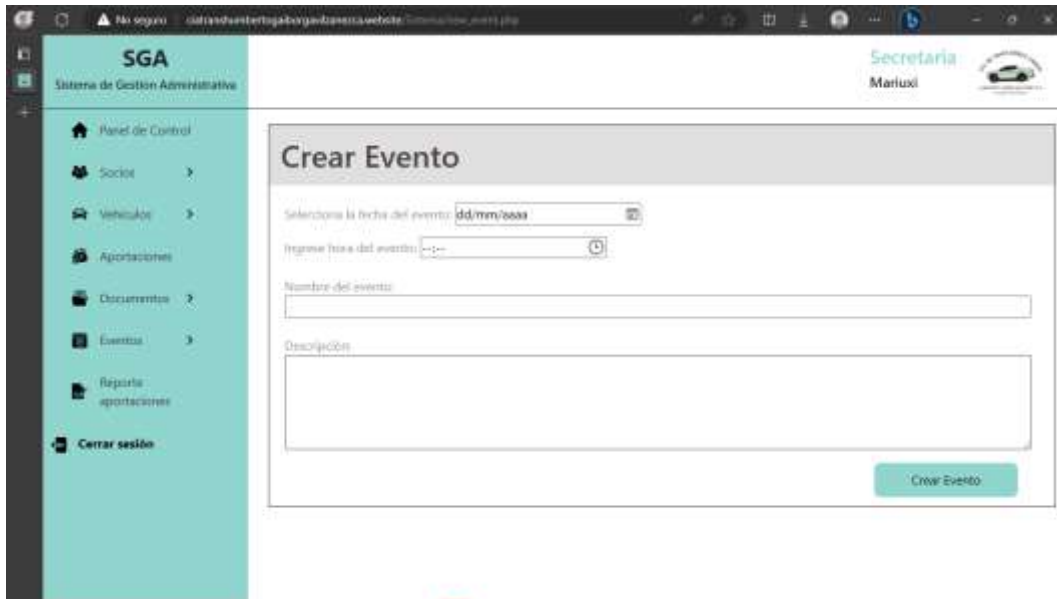 No seguro
SGA
Sistema de Gestion Administrativa
Secretaria
Mariuxi
Panel de Control
Socios
Vehiculos
Aportaciones
Documentos
Eventos
Reporte
aportaciones
Cerrar sesión
Crear Evento
Selecciona la fecha del evento: dd/mm/aaaa
Ingrese hora del evento: --:--
Nombre del evento:
Descripción:
Crear Evento